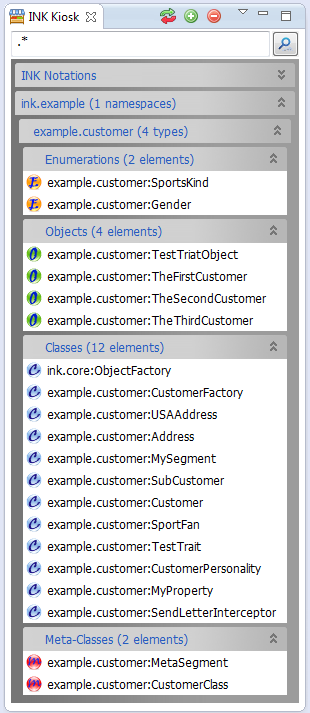 INK Kiosk
.*
INK Notations
ink.example (1 namespaces)
example.customer (4 types)
Enumerations (2 elements)
example.customer:SportsKind
example.customer:Gender
Objects (4 elements)
example.customer:TestTriatObject
example.customer:TheFirstCustomer
example.customer:TheSecondCustomer
example.customer:TheThirdCustomer
Classes (12 elements)
ink.core:ObjectFactory
example.customer:CustomerFactory
example.customer:USAAddress
example.customer:Address
example.customer:MySegment
example.customer:SubCustomer
example.customer:Customer
example.customer:SportFan
example.customer:TestTrait
example.customer:CustomerPersonality
example.customer:MyProperty
example.customer:SendLetterInterceptor
Meta-Classes (2 elements)
example.customer:MetaSegment
example.customer:CustomerClass